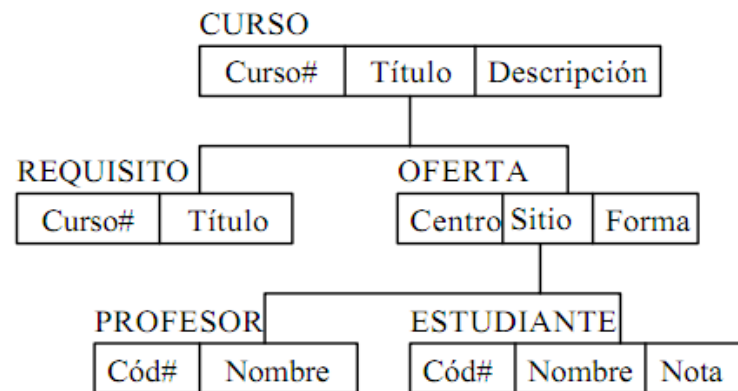 CURSO
Curso# Título Descripción
REQUISITO OFERTA
Curso# Título Centro Sitio Forma
PROFESOR ESTUDIANTE
Cód# Nombre Cód# Nombre Nota